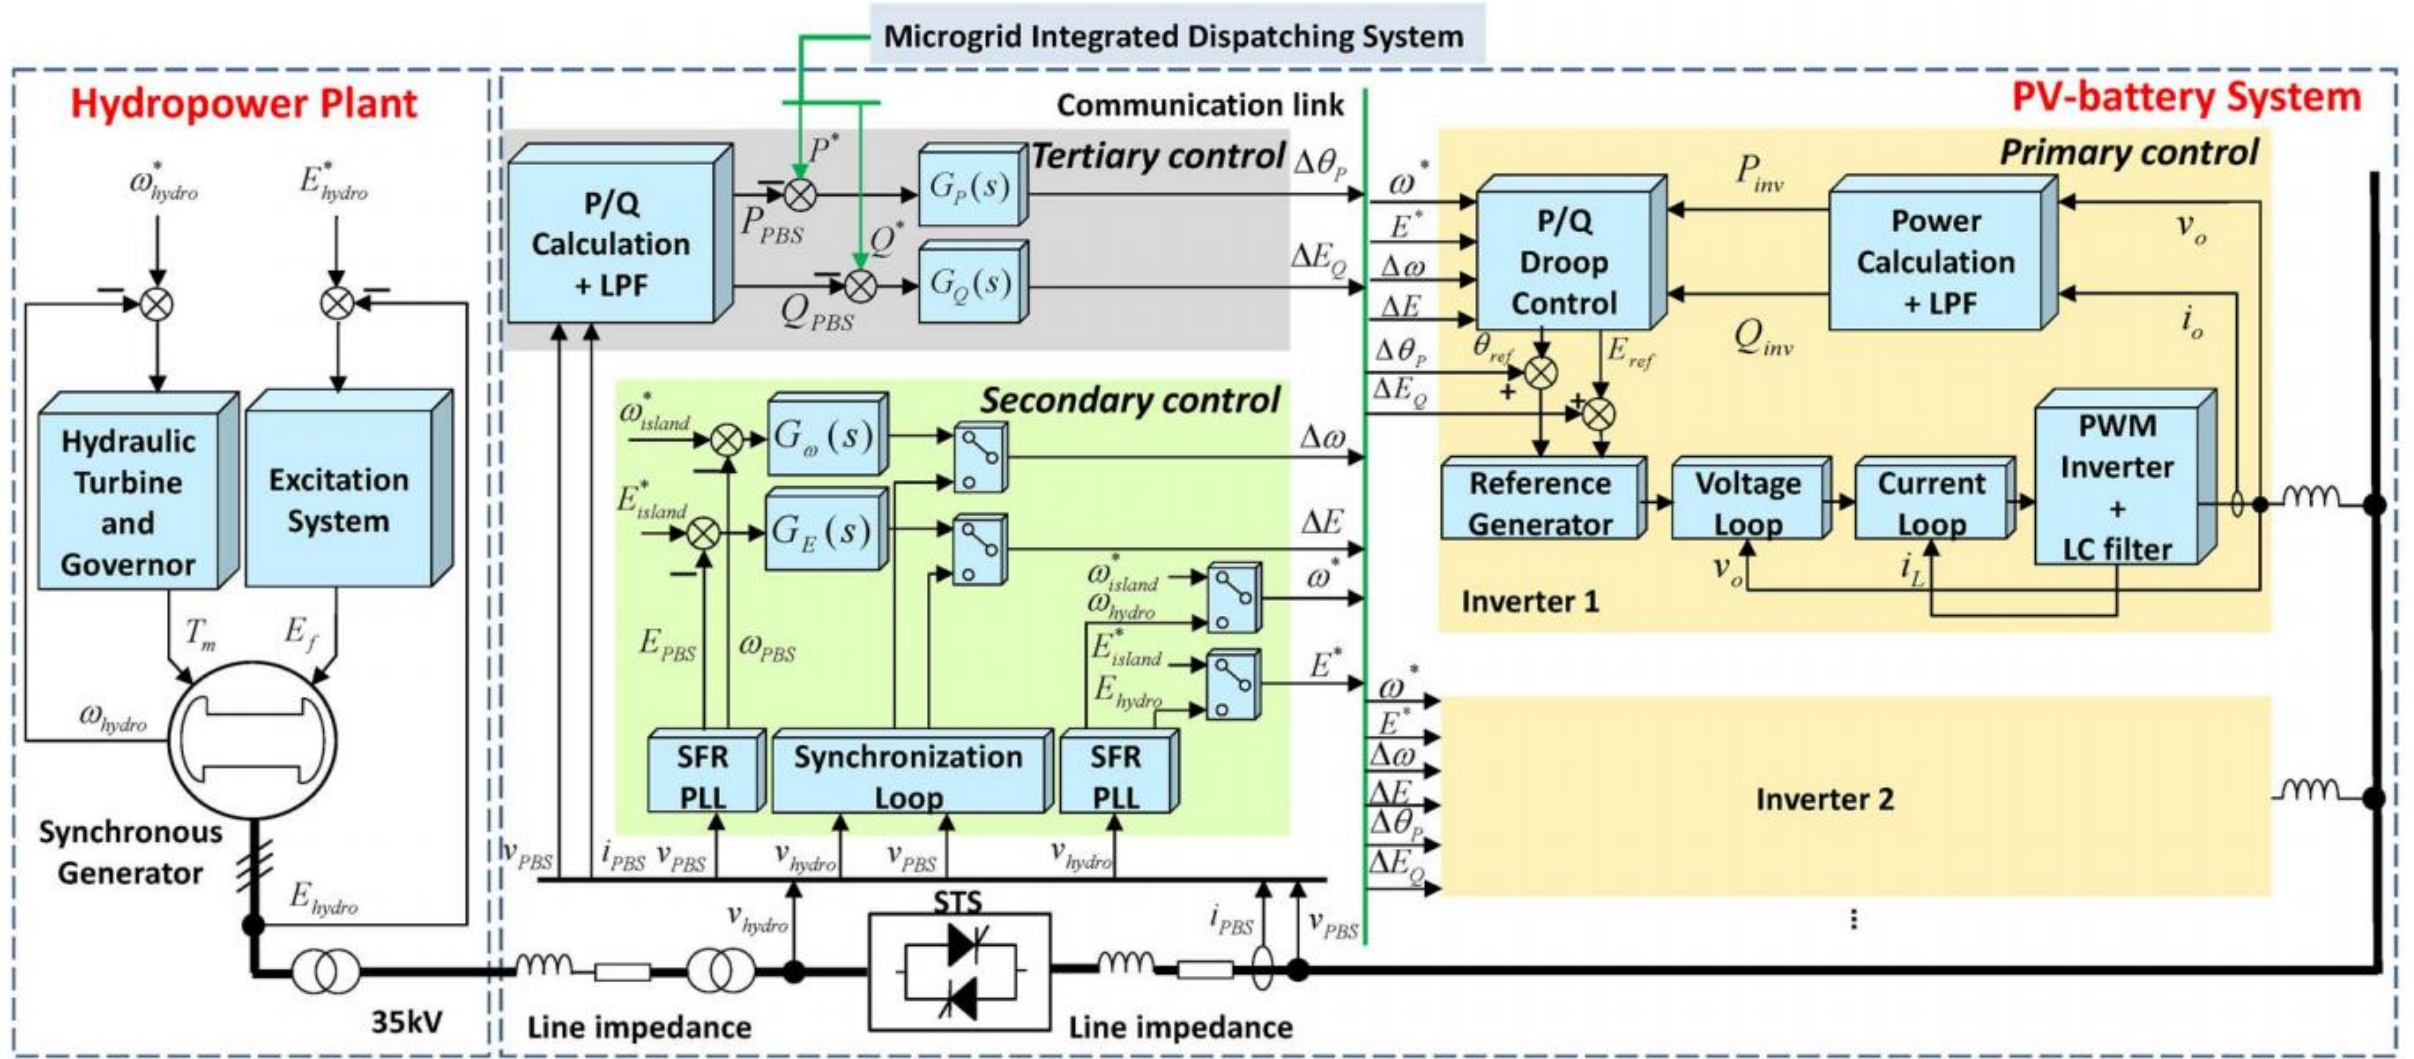 Microgrid Integrated Dispatching System
Hydropower Plant
ω*hydro
E*hydro
−
−
Hydraulic
Turbine
and
Governor
Excitation
System
Tm
Ef
ωhydro
Synchronous
Generator
Ehydro
35kV
Communication link
Tertiary control
P/Q
Calculation
+ LPF
P*
−
PPBS
GP(s)
ΔθP
Q*
−
QPBS
GQ(s)
ΔEQ
Secondary control
ω*island
Gω(s)
−
Δω
E*island
GE(s)
−
ΔE
EPBS
ωPBS
ω*island
ωhydro
ω*
E*island
Ehydro
E*
SFR
PLL
Synchronization
Loop
SFR
PLL
vPBS
iPBS
vPBS
vhydro
vPBS
vhydro
vhydro
STS
iPBS
vPBS
Line impedance
Line impedance
PV-battery System
Primary control
ω*
E*
Δω
ΔE
ΔθP
ΔEQ
P/Q
Droop
Control
Pinv
Qinv
Power
Calculation
+ LPF
vo
io
θref
Eref
+
+
Reference
Generator
Voltage
Loop
Current
Loop
PWM
Inverter
+
LC filter
vo
iL
Inverter 1
ω*
E*
Δω
ΔE
ΔθP
ΔEQ
Inverter 2
⋮